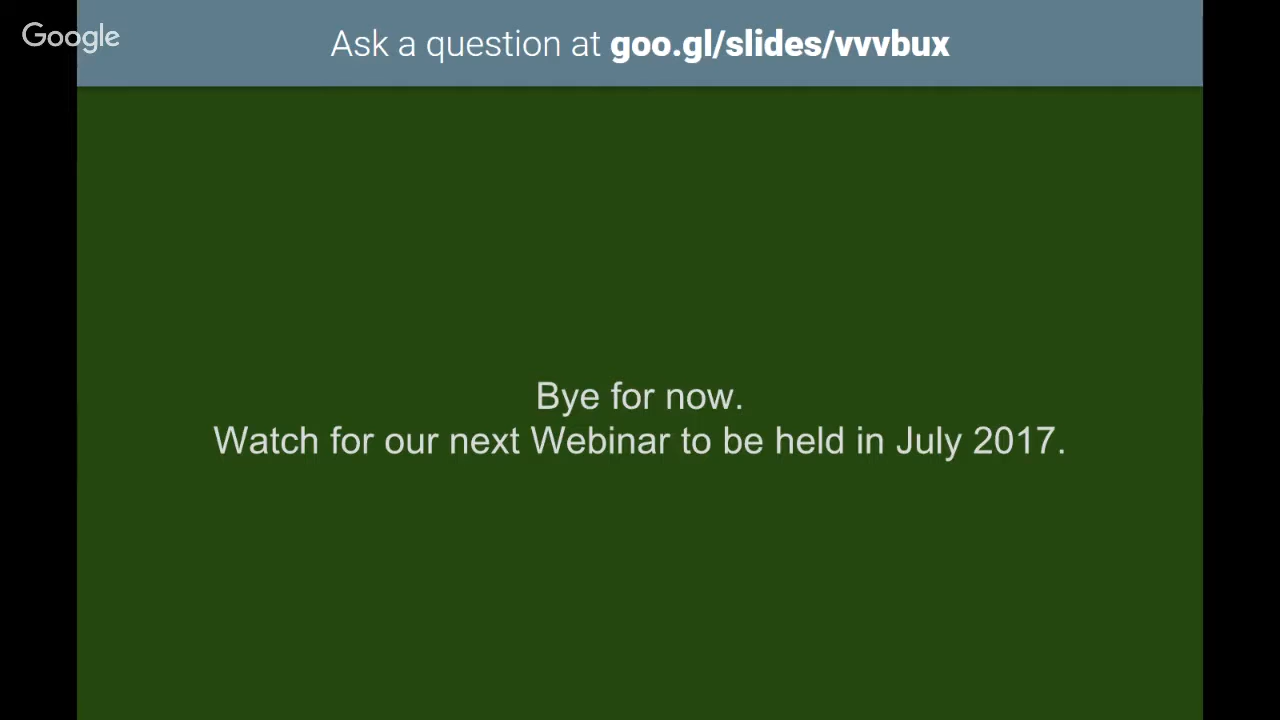 Google
Ask a question at goo.gl/slides/vvvbux
Bye for now.
Watch for our next Webinar to be held in July 2017.